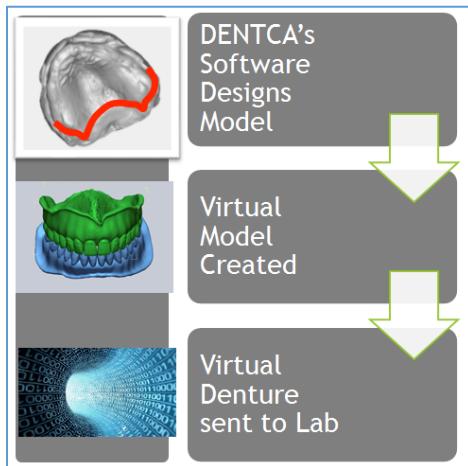 DENTCA's
Software
Designs
Model
Virtual
Model
Created
Virtual
Denture
sent to Lab